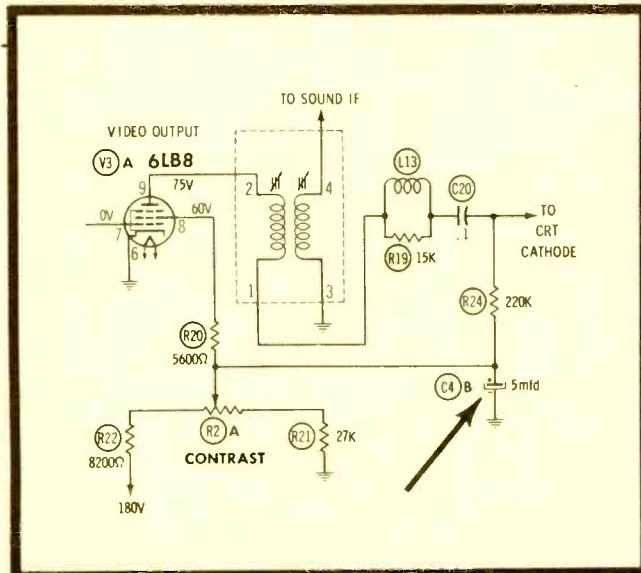 TO SOUND IF
VIDEO OUTPUT
V3 A 6LB8
75V
9
2
4
L13
C20
.1
0V
60V
7
8
6
TO
CRT
CATHODE
R19 15K
1
3
R24 220K
R20
5600Ω
C4 B 5mfd
R22
8200Ω
R2 A
R21 27K
CONTRAST
180V